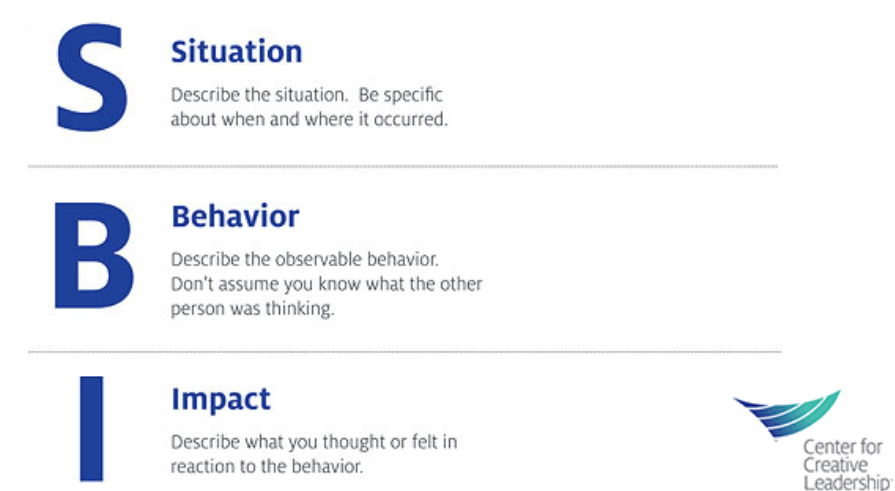 S
Situation
Describe the situation.  Be specific
about when and where it occurred.
B
Behavior
Describe the observable behavior.
Don't assume you know what the other
person was thinking.
I
Impact
Describe what you thought or felt in
reaction to the behavior.
Center for
Creative
Leadership